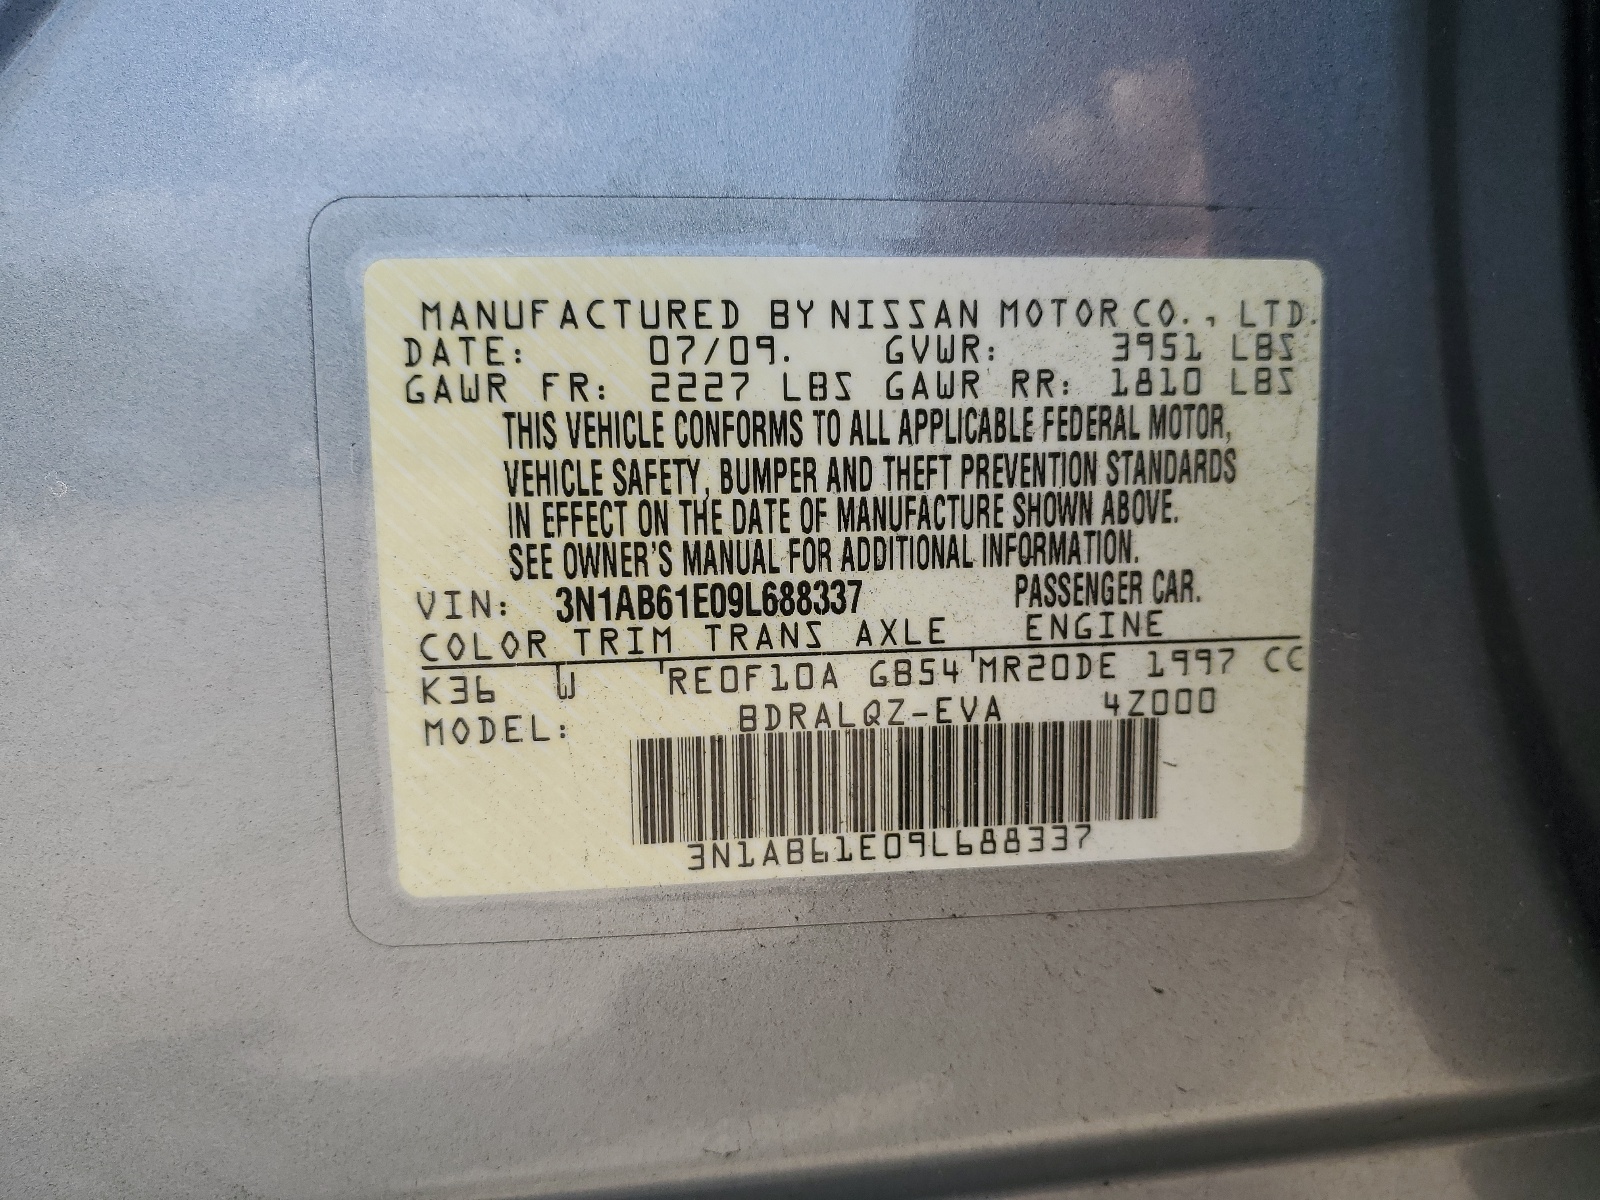 MANUFACTURED BY NISSAN MOTOR CO., LTD.
DATE: 07/09. GVWR: 3951 LBS
GAWR FR: 2227 LBS GAWR RR: 1810 LBS
THIS VEHICLE CONFORMS TO ALL APPLICABLE FEDERAL MOTOR,
VEHICLE SAFETY, BUMPER AND THEFT PREVENTION STANDARDS
IN EFFECT ON THE DATE OF MANUFACTURE SHOWN ABOVE.
SEE OWNER'S MANUAL FOR ADDITIONAL INFORMATION.
VIN: 3N1AB61E09L688337 PASSENGER CAR.
COLOR TRIM TRANS AXLE ENGINE
K36 W RE0F10A GB54 MR20DE 1997 CC
MODEL: BDRALQZ-EVA 4Z000
3N1AB61E09L688337